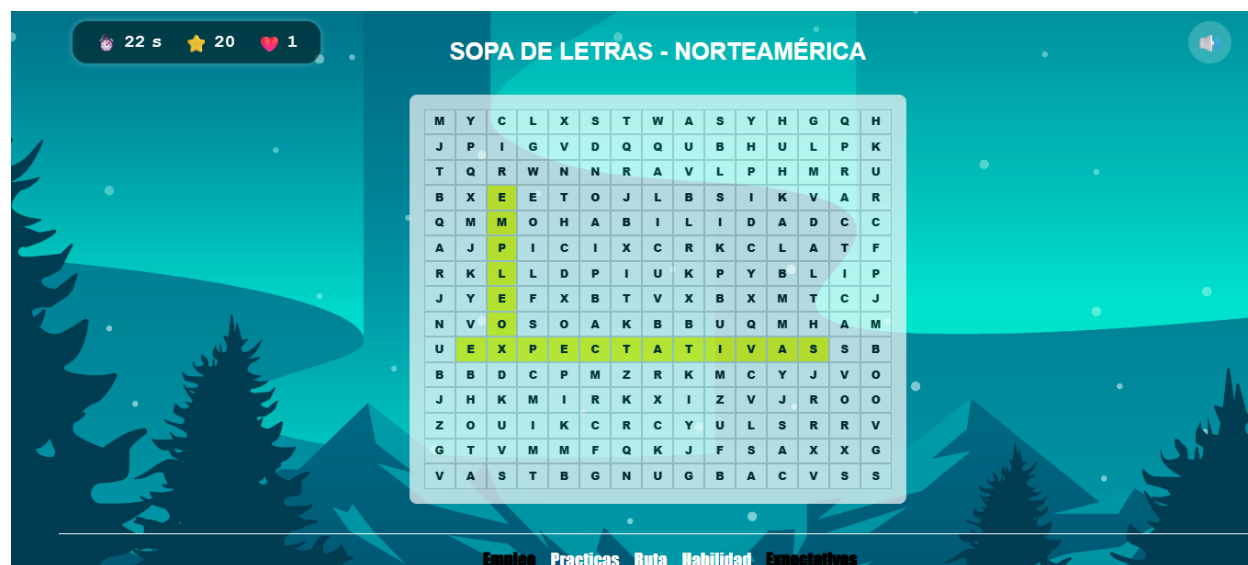 22 s 20 1
SOPA DE LETRAS - NORTEAMÉRICA
M Y C L X S T W A S Y H G Q H
J P I G V D Q Q U B H U L P K
T Q R W N N R A V L P H M R U
B X E E T O J L B S I K V A R
Q M M O H A B I L I D A D C C
A J P I C I X C R K C L A T F
R K L L D P I U K P Y B L I P
J Y E F X B T V X B X M T C J
N V O S O A K B B U Q M H A M
U E X P E C T A T I V A S S B
B B D C P M Z R K M C Y J V O
J H K M I R K X I Z V J R O O
Z O U I K C R C Y U L S R R V
G T V M M F Q K J F S A X X G
V A S T B G N U G B A C V S S
Empleo Practicas Ruta Habilidad Expectativas